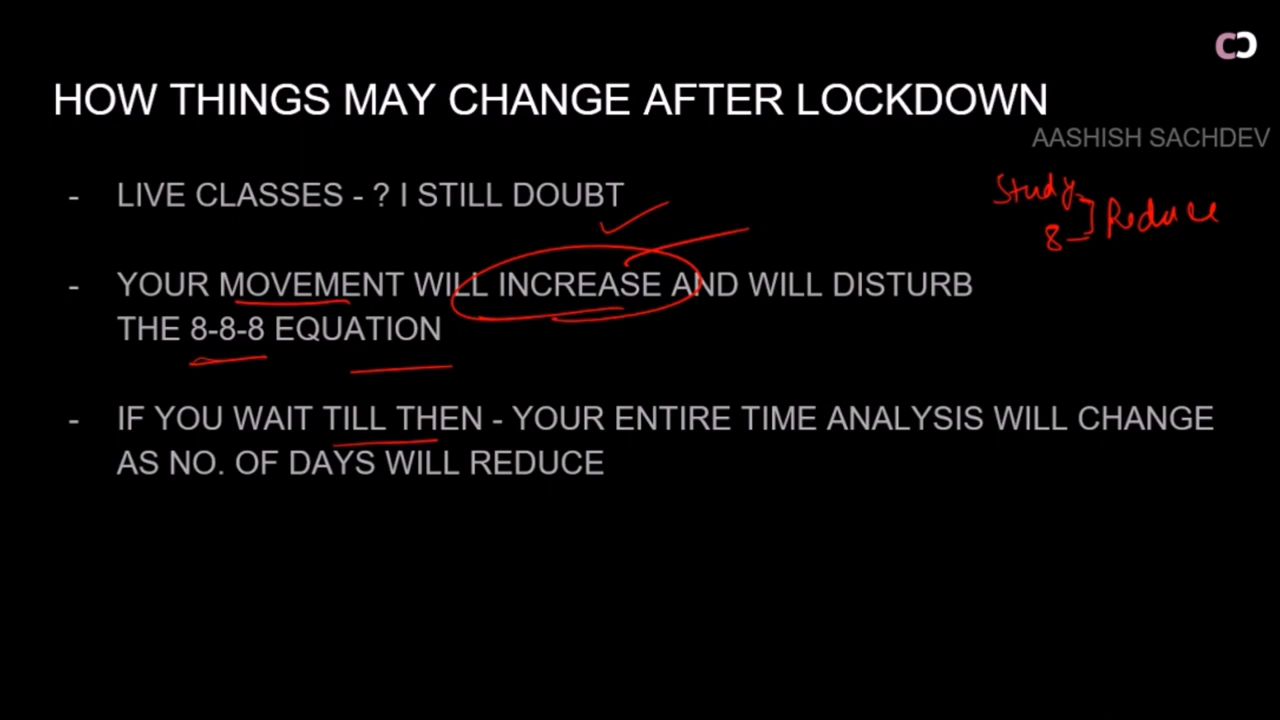 HOW THINGS MAY CHANGE AFTER LOCKDOWN
AASHISH SACHDEV
- LIVE CLASSES - ? I STILL DOUBT
Study
8
Reduce
- YOUR MOVEMENT WILL INCREASE AND WILL DISTURB
THE 8-8-8 EQUATION
- IF YOU WAIT TILL THEN - YOUR ENTIRE TIME ANALYSIS WILL CHANGE
AS NO. OF DAYS WILL REDUCE